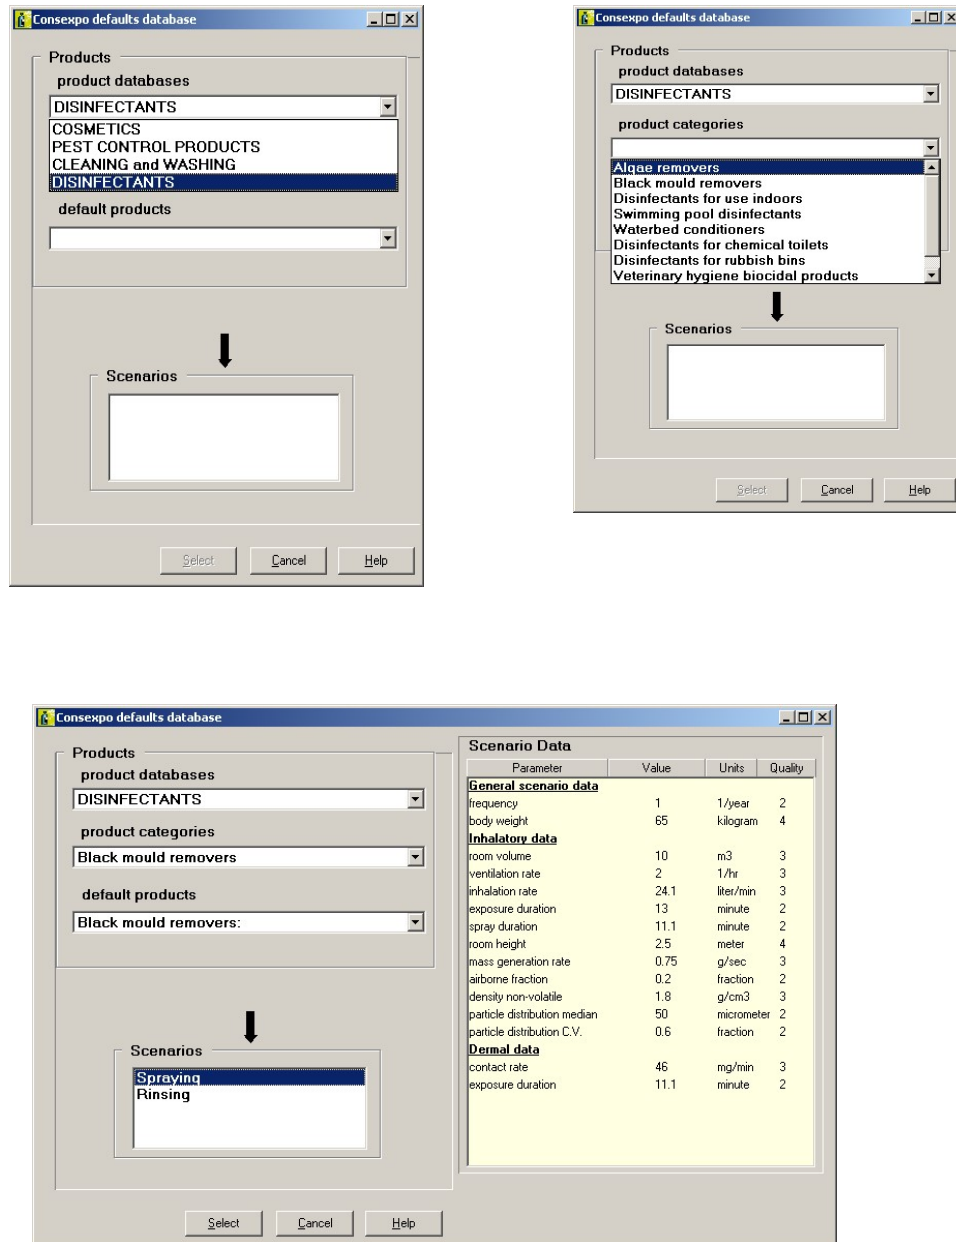 Consexpo defaults database
Products
product databases
DISINFECTANTS
COSMETICS
PEST CONTROL PRODUCTS
CLEANING and WASHING
DISINFECTANTS
default products
Scenarios
Select Cancel Help
Consexpo defaults database
Products
product databases
DISINFECTANTS
product categories
Algae removers
Black mould removers
Disinfectants for use indoors
Swimming pool disinfectants
Waterbed conditioners
Disinfectants for chemical toilets
Disinfectants for rubbish bins
Veterinary hygiene biocidal products
Scenarios
Select Cancel Help
Consexpo defaults database
Products
product databases
DISINFECTANTS
product categories
Black mould removers
default products
Black mould removers:
Scenarios
Spraying
Rinsing
Select Cancel Help
Scenario Data
Parameter Value Units Quality
General scenario data
frequency 1 1/year 2
body weight 65 kilogram 4
Inhalatory data
room volume 10 m3 3
ventilation rate 2 1/hr 3
inhalation rate 24.1 liter/min 3
exposure duration 13 minute 2
spray duration 11.1 minute 2
room height 2.5 meter 4
mass generation rate 0.75 g/sec 3
airborne fraction 0.2 fraction 2
density non-volatile 1.8 g/cm3 3
particle distribution median 50 micrometer 2
particle distribution C.V. 0.6 fraction 2
Dermal data
contact rate 46 mg/min 3
exposure duration 11.1 minute 2